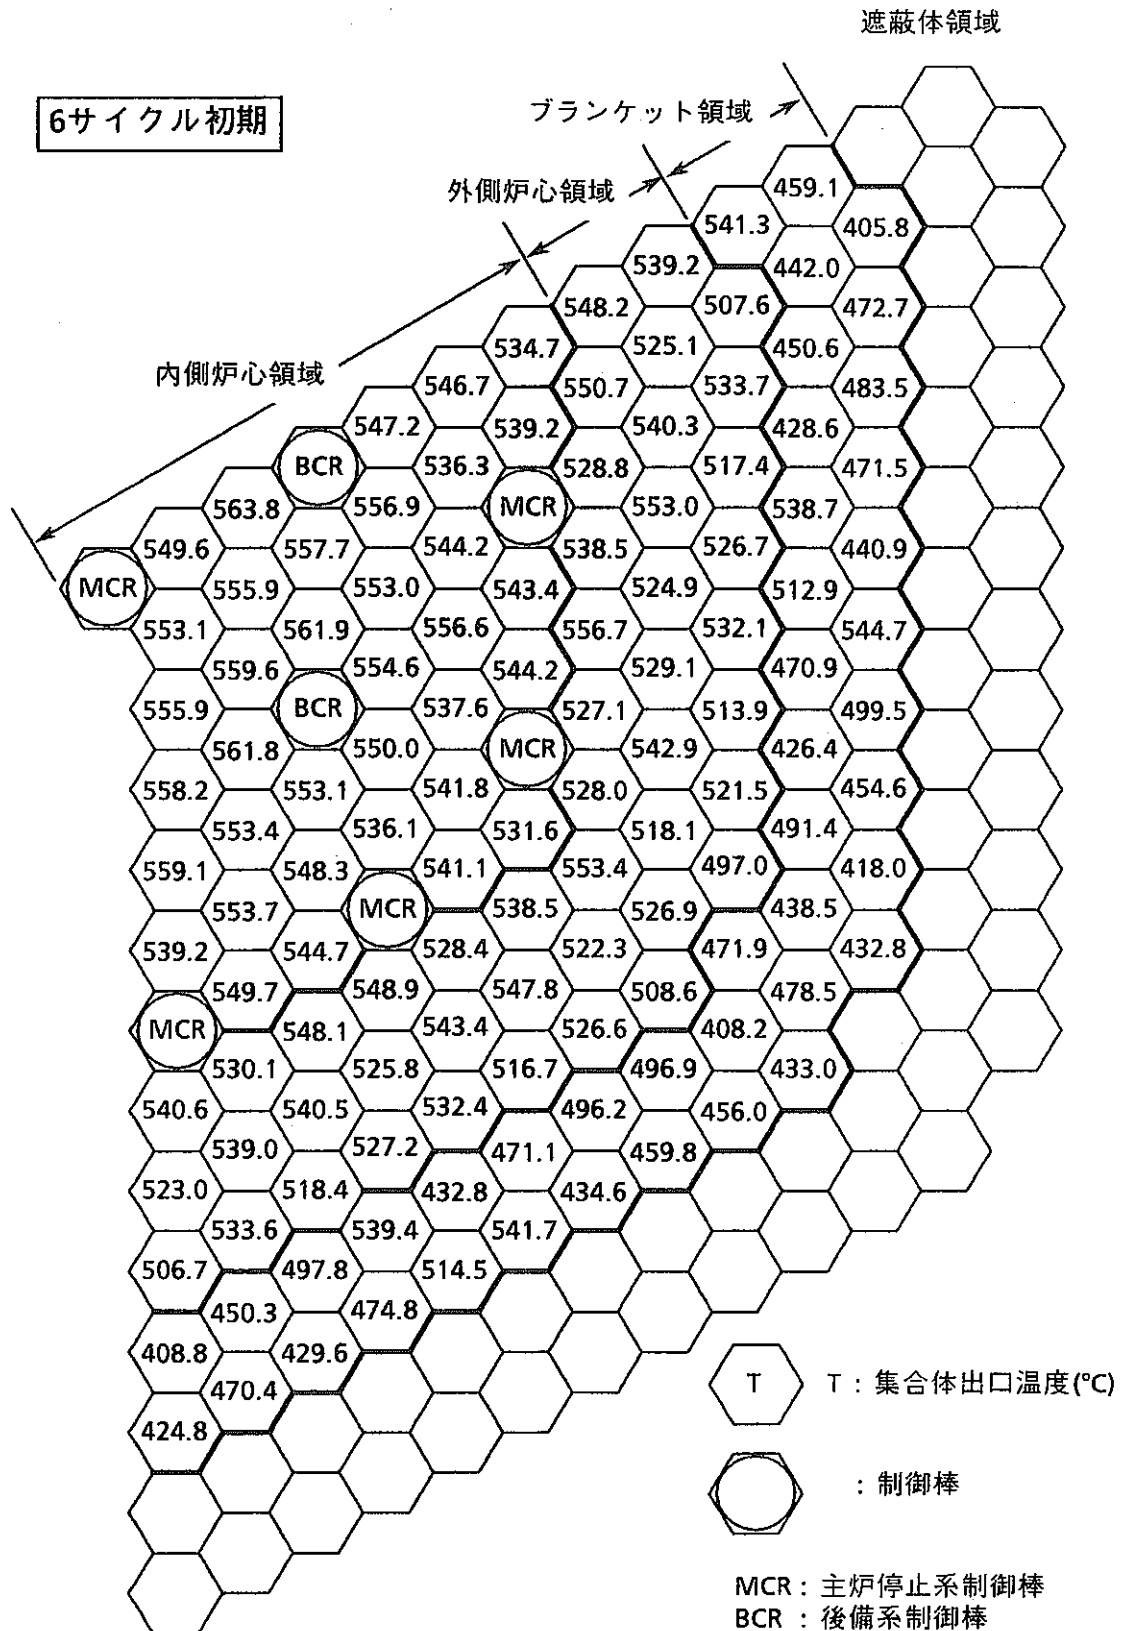 遮蔽体領域
6サイクル初期
ブランケット領域
外側炉心領域
内側炉心領域
459.1
541.3 405.8
539.2 442.0
548.2 507.6 472.7
534.7 525.1 450.6
546.7 550.7 533.7 483.5
547.2 539.2 540.3 428.6
BCR 536.3 528.8 517.4 471.5
563.8 556.9 MCR 553.0 538.7
549.6 557.7 544.2 538.5 526.7 440.9
MCR 555.9 553.0 543.4 524.9 512.9
553.1 561.9 556.6 556.7 532.1 544.7
559.6 554.6 544.2 529.1 470.9
555.9 BCR 537.6 527.1 513.9 499.5
561.8 550.0 MCR 542.9 426.4
558.2 553.1 541.8 528.0 521.5 454.6
553.4 536.1 531.6 518.1 491.4
559.1 548.3 541.1 553.4 497.0 418.0
553.7 MCR 538.5 526.9 438.5
539.2 544.7 528.4 522.3 471.9 432.8
549.7 548.9 547.8 508.6 478.5
MCR 548.1 543.4 526.6 408.2
530.1 525.8 516.7 496.9 433.0
540.6 540.5 532.4 496.2 456.0
539.0 527.2 471.1 459.8
523.0 518.4 432.8 434.6
533.6 539.4 541.7
506.7 497.8 514.5
450.3 474.8
408.8 429.6
470.4
424.8
T T：集合体出口温度(℃)
：制御棒
MCR：主炉停止系制御棒
BCR ：後備系制御棒